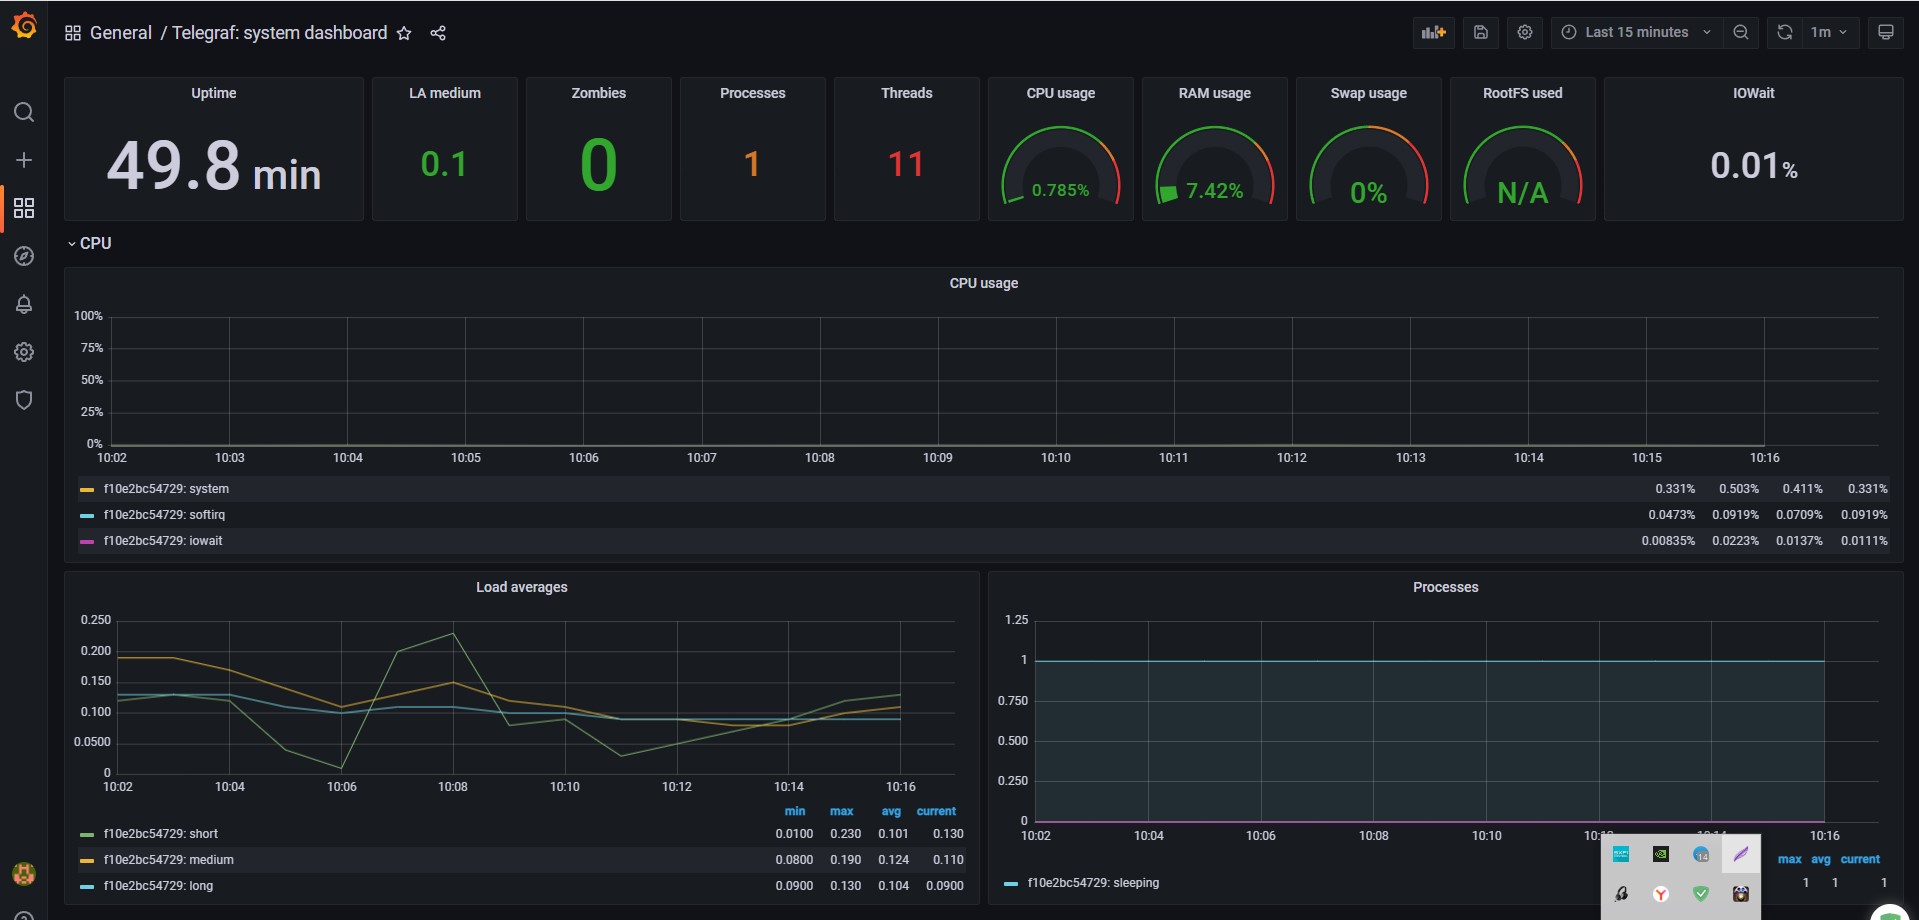 General / Telegraf: system dashboard
Last 15 minutes
1m
Uptime
49.8 min
LA medium
0.1
Zombies
0
Processes
1
Threads
11
CPU usage
0.785%
RAM usage
7.42%
Swap usage
0%
RootFS used
N/A
IOWait
0.01%
CPU
CPU usage
100%
75%
50%
25%
0%
10:02 10:03 10:04 10:05 10:06 10:07 10:08 10:09 10:10 10:11 10:12 10:13 10:14 10:15 10:16
f10e2bc54729: system 0.331% 0.503% 0.411% 0.331%
f10e2bc54729: softirq 0.0473% 0.0919% 0.0709% 0.0919%
f10e2bc54729: iowait 0.00835% 0.0223% 0.0137% 0.0111%
Load averages
0.250
0.200
0.150
0.100
0.0500
0
10:02 10:04 10:06 10:08 10:10 10:12 10:14 10:16
min max avg current
f10e2bc54729: short 0.0100 0.230 0.101 0.130
f10e2bc54729: medium 0.0800 0.190 0.124 0.110
f10e2bc54729: long 0.0900 0.130 0.104 0.0900
Processes
1.25
1
0.750
0.500
0.250
0
10:02 10:04 10:06 10:08 10:10 10:16
max avg current
f10e2bc54729: sleeping 1 1 1
14